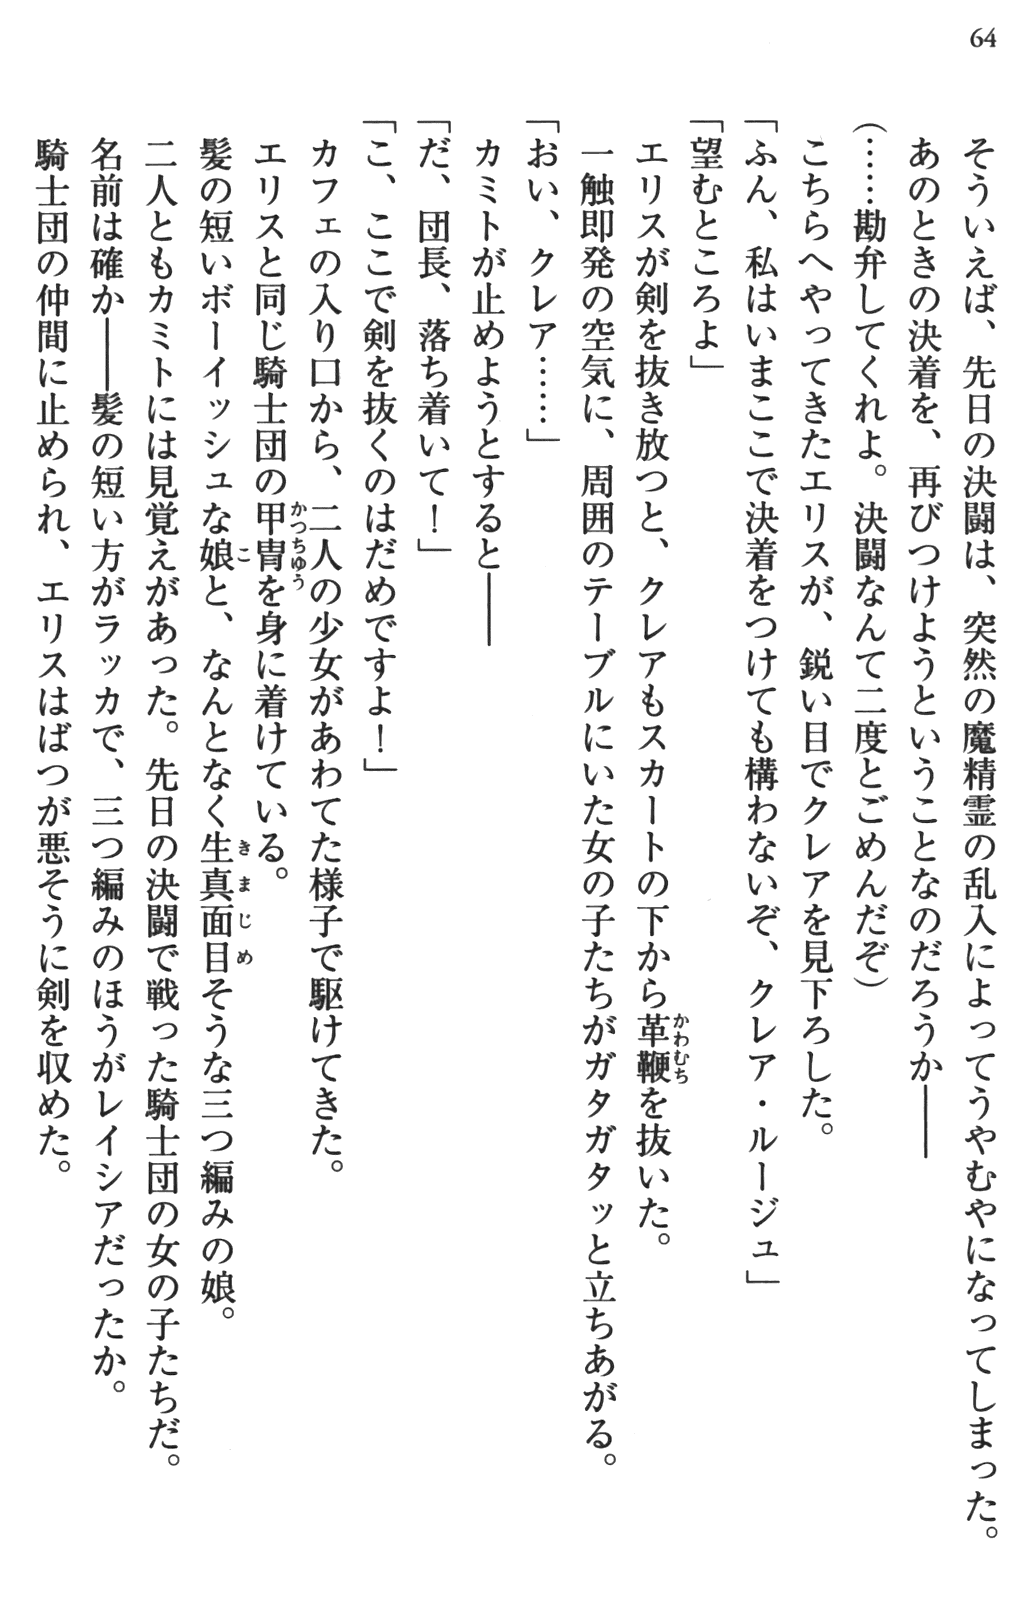 64
そういえば、先日の決闘は、突然の魔精霊の乱入によってうやむやになってしまった。
あのときの決着を、再びつけようということなのだろうか――
(……勘弁してくれよ。決闘なんて二度とごめんだぞ)
こちらへやってきたエリスが、鋭い目でクレアを見下ろした。
「ふん、私はいまここで決着をつけても構わないぞ、クレア・ルージュ」
「望むところよ」
エリスが剣を抜き放つと、クレアもスカートの下から革鞭を抜いた。
かわむち
一触即発の空気に、周囲のテーブルにいた女の子たちがガタガタッと立ちあがる。
「おい、クレア……」
カミトが止めようとすると――
「だ、団長、落ち着いて!」
「こ、ここで剣を抜くのはだめですよ!」
カフェの入り口から、二人の少女があわてた様子で駆けてきた。
エリスと同じ騎士団の甲冑を身に着けている。
かつちゆう
髪の短いボーイッシュな娘と、なんとなく生真面目そうな三つ編みの娘。
こ
きまじめ
二人ともカミトには見覚えがあった。先日の決闘で戦った騎士団の女の子たちだ。
名前は確か――髪の短い方がラッカで、三つ編みのほうがレイシアだったか。
騎士団の仲間に止められ、エリスはばつが悪そうに剣を収めた。